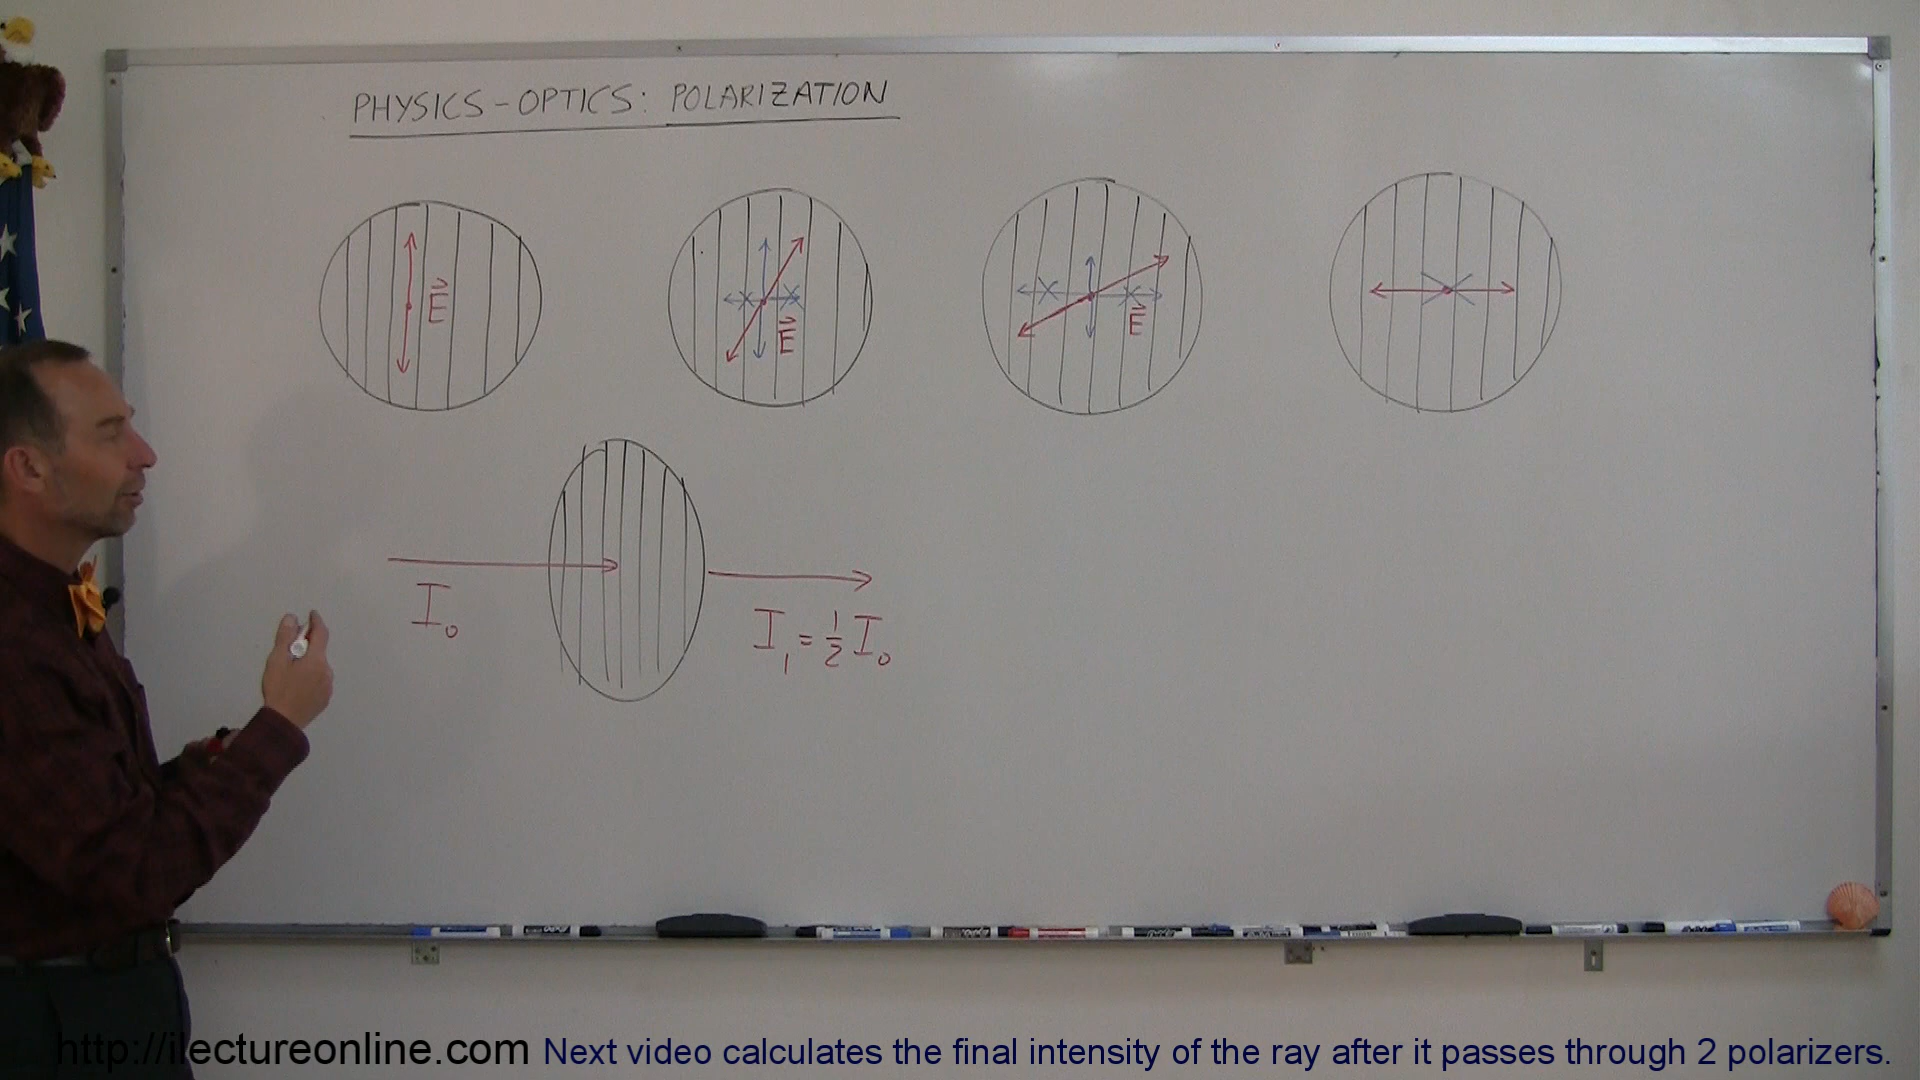 PHYSICS-OPTICS: POLARIZATION
E⃗
E⃗
E⃗
I₀
I₁ = ½ I₀
http://ilectureonline.com Next video calculates the final intensity of the ray after it passes through 2 polarizers.